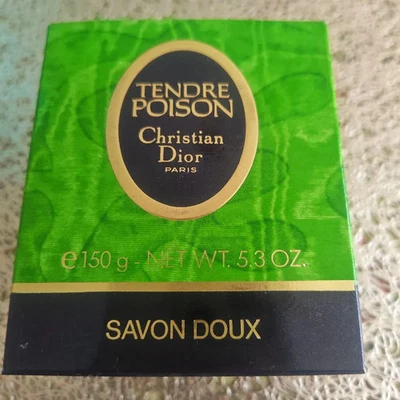 TENDRE
POISON
Christian
Dior
PARIS
℮150 g - NET WT. 5.3 OZ.
SAVON DOUX